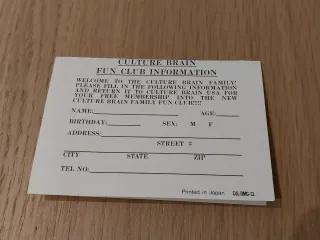 CULTURE BRAIN
FUN CLUB INFORMATION
WELCOME TO THE CULTURE BRAIN FAMILY!
PLEASE FILL IN THE FOLLOWING INFORMATION
AND RETURN IT TO CULTURE BRAIN USA FOR
YOUR FREE MEMBERSHIP INTO THE NEW
CULTURE BRAIN FAMILY FUN CLUB!!!!
NAME: AGE:
BIRTHDAY: SEX: M F
ADDRESS:
STREET #
CITY STATE ZIP
TEL NO:
Printed in Japan